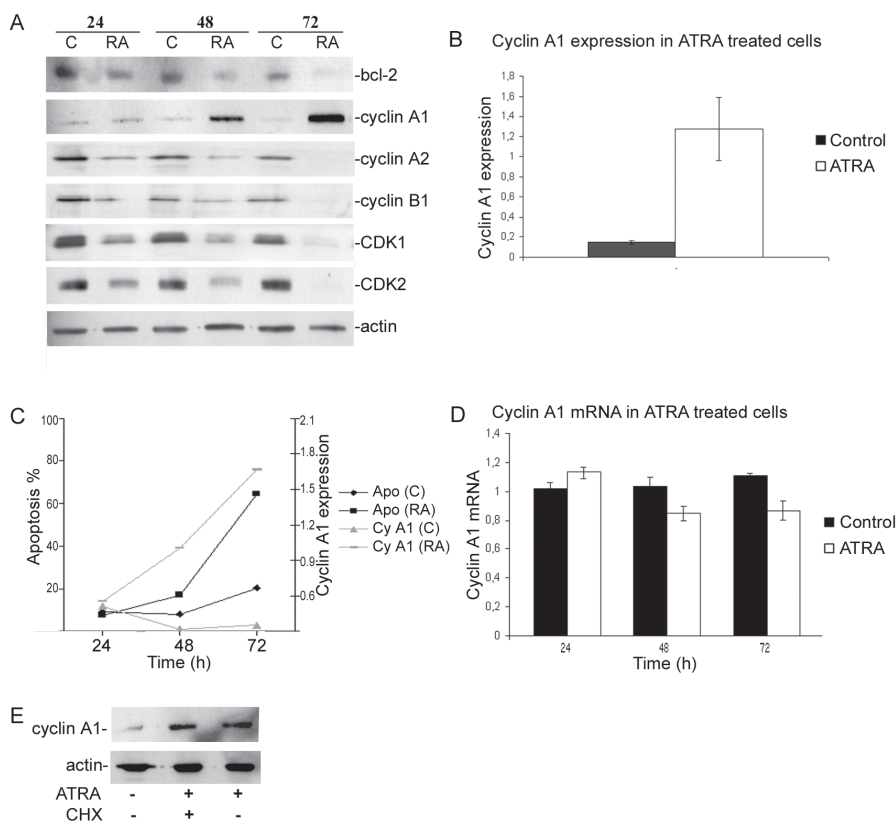 A
24 48 72
C RA C RA C RA
-bcl-2
-cyclin A1
-cyclin A2
-cyclin B1
-CDK1
-CDK2
-actin
B
Cyclin A1 expression in ATRA treated cells
Cyclin A1 expression
1,8
1,6
1,4
1,2
1
0,8
0,6
0,4
0,2
0
Control
ATRA
C
Apoptosis %
100
80
60
40
20
2.1
1.8
1.5
1.2
0.9
0.6
Cyclin A1 expression
24 48 72
Time (h)
Apo (C)
Apo (RA)
Cy A1 (C)
Cy A1 (RA)
D
Cyclin A1 mRNA in ATRA treated cells
Cyclin A1 mRNA
1,4
1,2
1
0,8
0,6
0,4
0,2
0
24 48 72
Time (h)
Control
ATRA
E
cyclin A1-
actin-
ATRA - + +
CHX - + -